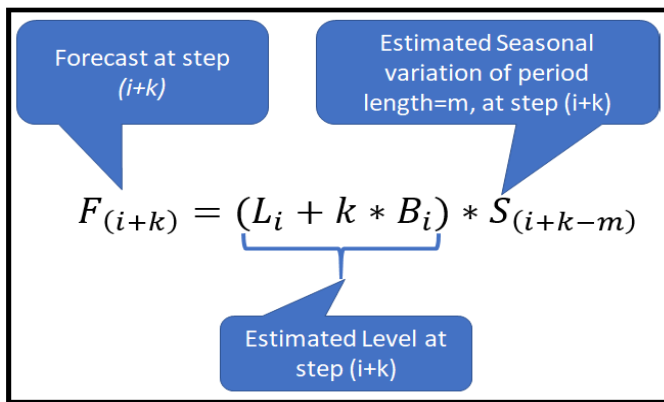 Forecast at step
(i+k)
Estimated Seasonal
variation of period
length=m, at step (i+k)
F(i+k) = (Li + k * Bi) * S(i+k−m)
Estimated Level at
step (i+k)